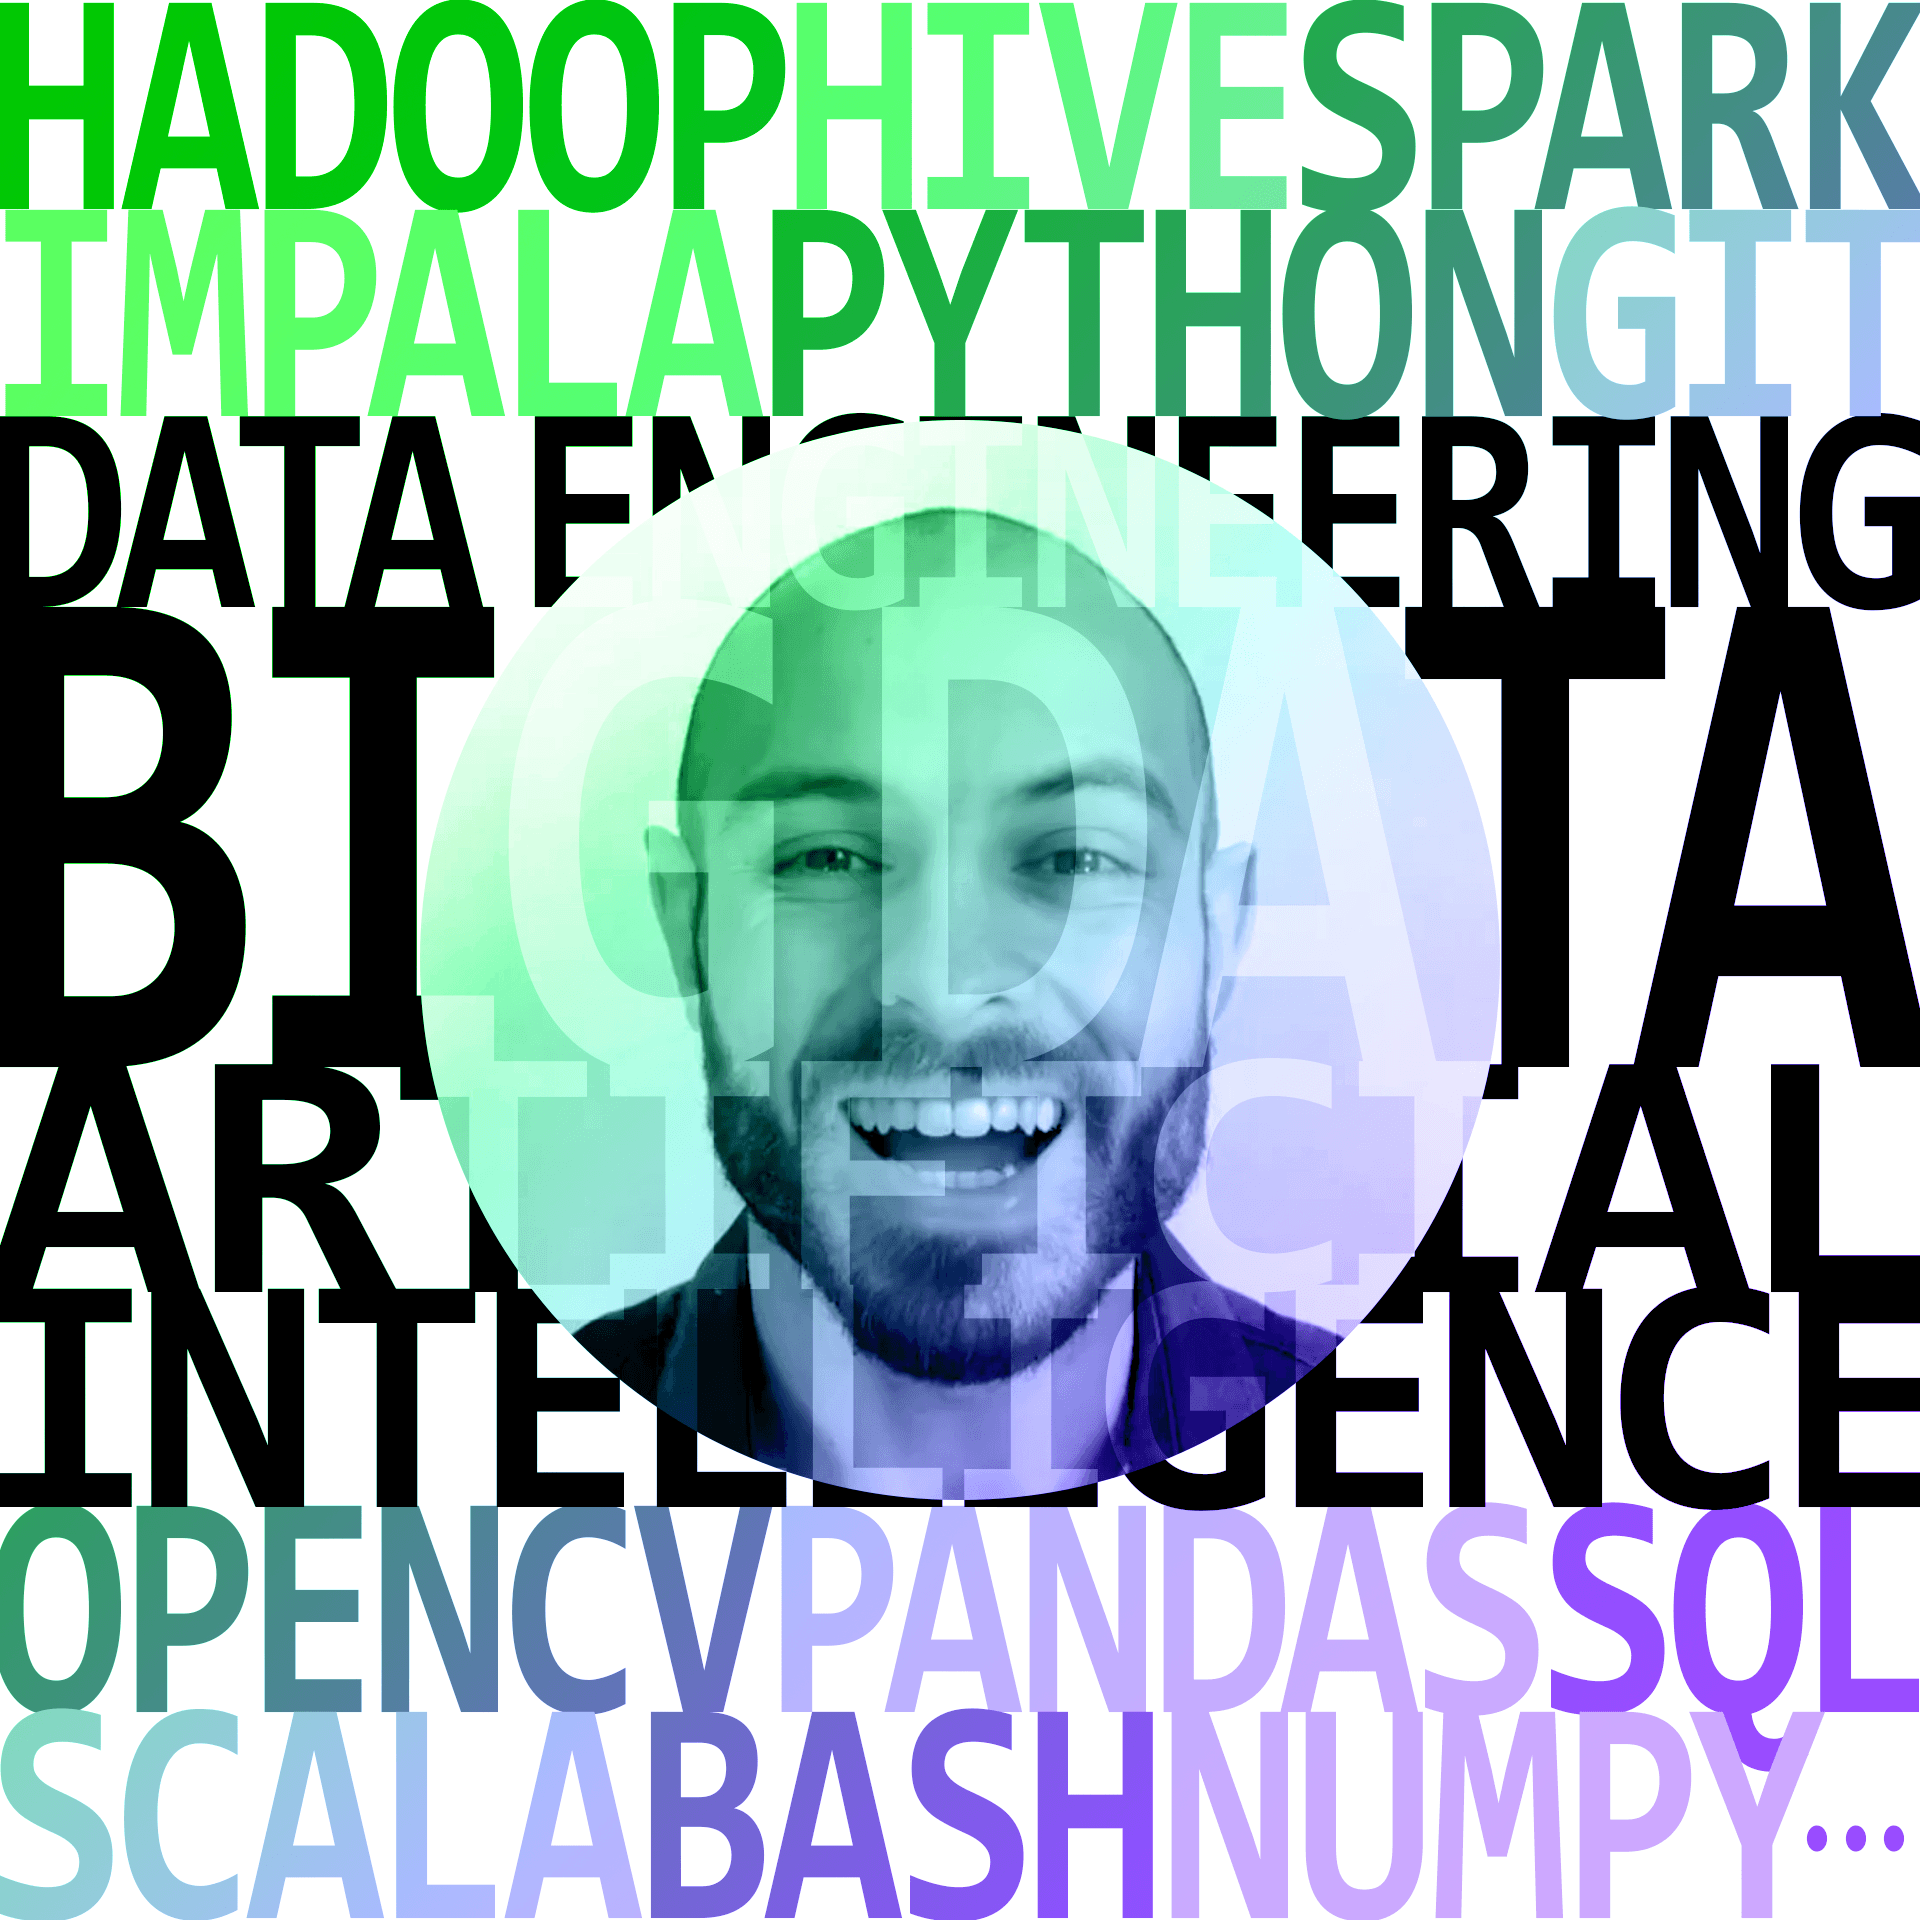 HADOOPHIVESPARK
IMPALAPYTHONGIT
DATA ENGINEERING
BIG DATA
ARTIFICIAL
INTELLIGENCE
OPENCVPANDASSQL
SCALABASHNUMPY...